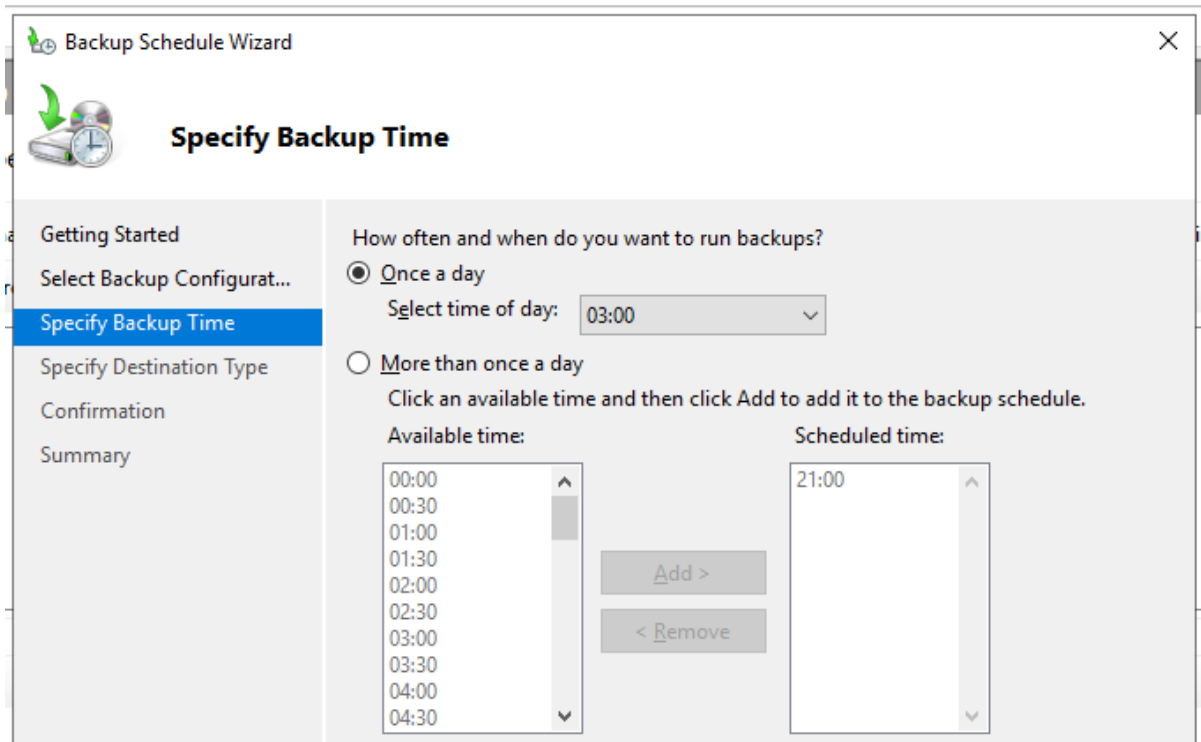 Backup Schedule Wizard
Specify Backup Time
Getting Started
Select Backup Configurat...
Specify Backup Time
Specify Destination Type
Confirmation
Summary
How often and when do you want to run backups?
Once a day
Select time of day: 03:00
More than once a day
Click an available time and then click Add to add it to the backup schedule.
Available time:
00:00
00:30
01:00
01:30
02:00
02:30
03:00
03:30
04:00
04:30
Add >
< Remove
Scheduled time:
21:00